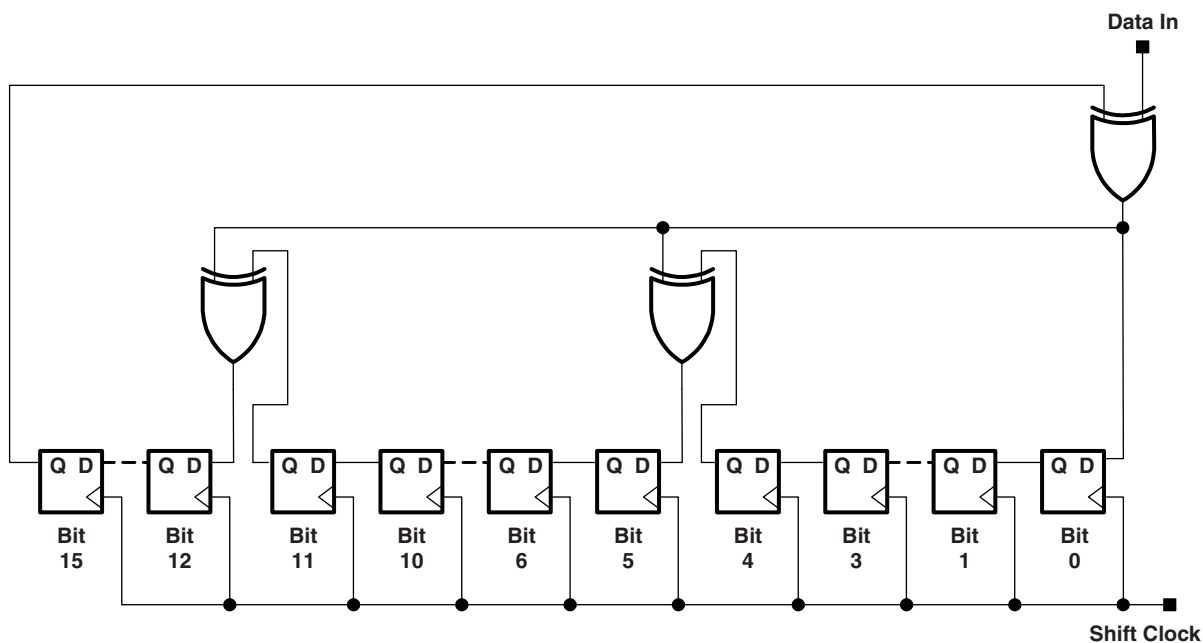 Data In
Q D Q D Q D Q D Q D Q D Q D Q D Q D Q D
Bit Bit Bit Bit Bit Bit Bit Bit Bit Bit
15 12 11 10 6 5 4 3 1 0
Shift Clock